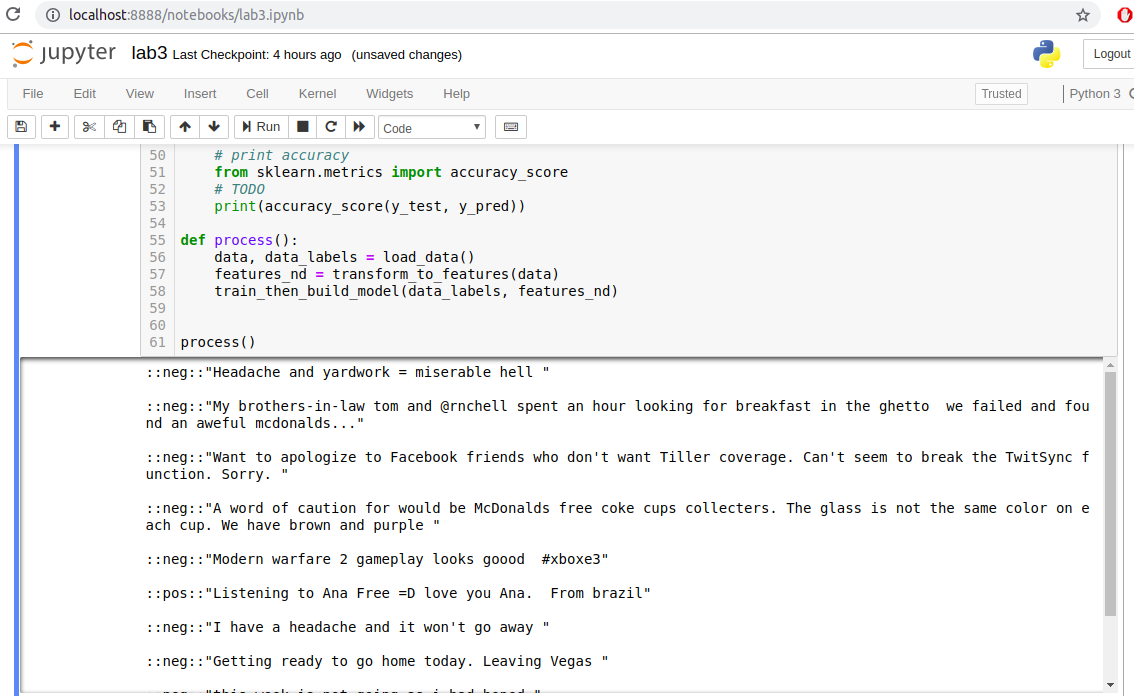 localhost:8888/notebooks/lab3.ipynb
jupyter lab3 Last Checkpoint: 4 hours ago (unsaved changes)
Logout
File Edit View Insert Cell Kernel Widgets Help
Trusted Python 3
Run Code
50 # print accuracy
51 from sklearn.metrics import accuracy_score
52 # TODO
53 print(accuracy_score(y_test, y_pred))
54
55 def process():
56 data, data_labels = load_data()
57 features_nd = transform_to_features(data)
58 train_then_build_model(data_labels, features_nd)
59
60
61 process()
::neg::"Headache and yardwork = miserable hell "
::neg::"My brothers-in-law tom and @rnchell spent an hour looking for breakfast in the ghetto  we failed and fou
nd an aweful mcdonalds..."
::neg::"Want to apologize to Facebook friends who don't want Tiller coverage. Can't seem to break the TwitSync f
unction. Sorry. "
::neg::"A word of caution for would be McDonalds free coke cups collecters. The glass is not the same color on e
ach cup. We have brown and purple "
::neg::"Modern warfare 2 gameplay looks goood  #xboxe3"
::pos::"Listening to Ana Free =D love you Ana.  From brazil"
::neg::"I have a headache and it won't go away "
::neg::"Getting ready to go home today. Leaving Vegas "
::neg::"this week is not going as i had hoped "